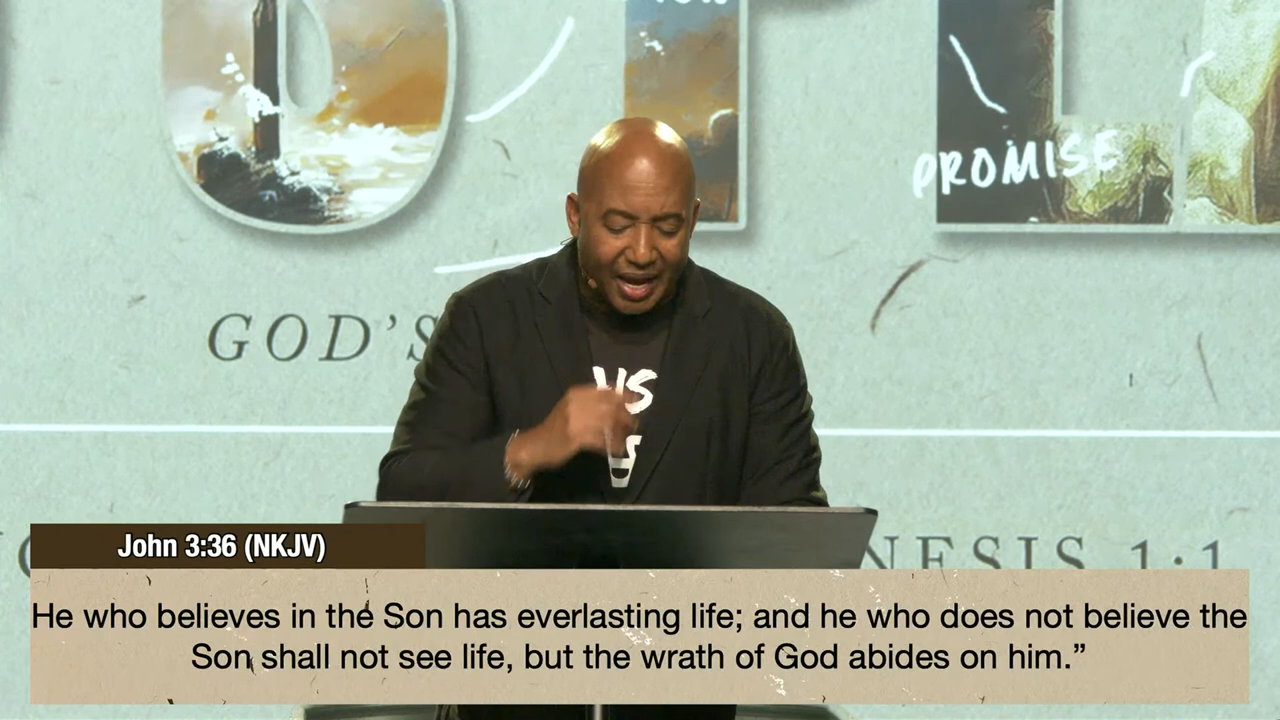 PROMISE
GOD'S
US
NESIS 1:1
John 3:36 (NKJV)
He who believes in the Son has everlasting life; and he who does not believe the
Son shall not see life, but the wrath of God abides on him.”